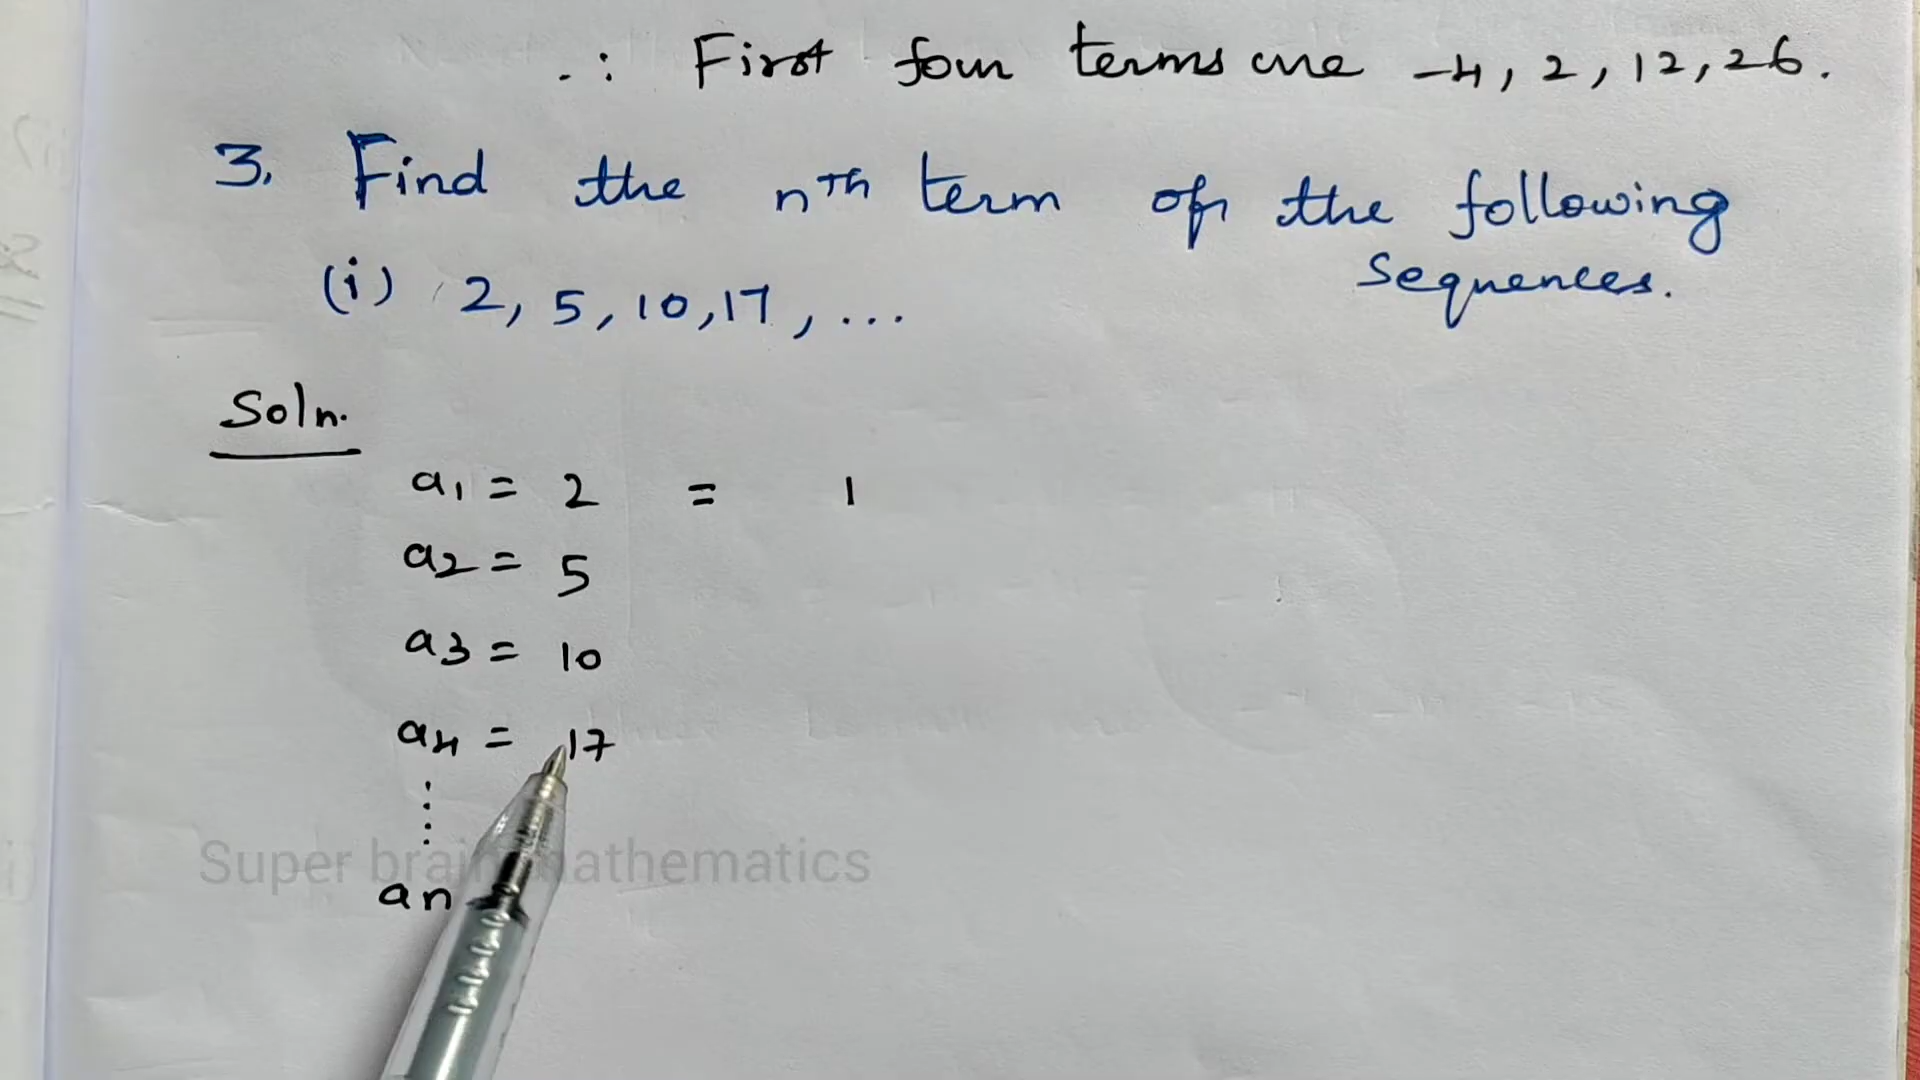 ∴ First four terms are -4, 2, 12, 26.
3. Find the nth term of the following
sequences.
(i) 2, 5, 10, 17, ...
Soln.
a1 = 2 = 1
a2 = 5
a3 = 10
a4 = 17
⋮
Super brain mathematics
an